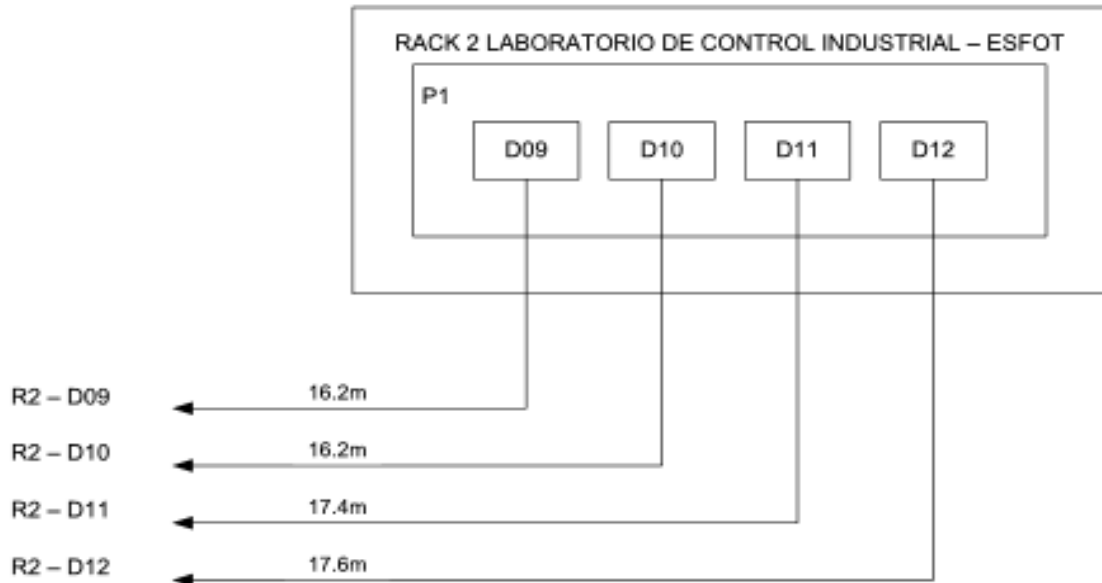 RACK 2 LABORATORIO DE CONTROL INDUSTRIAL – ESFOT
P1
D09 D10 D11 D12
R2 – D09 16.2m
R2 – D10 16.2m
R2 – D11 17.4m
R2 – D12 17.6m